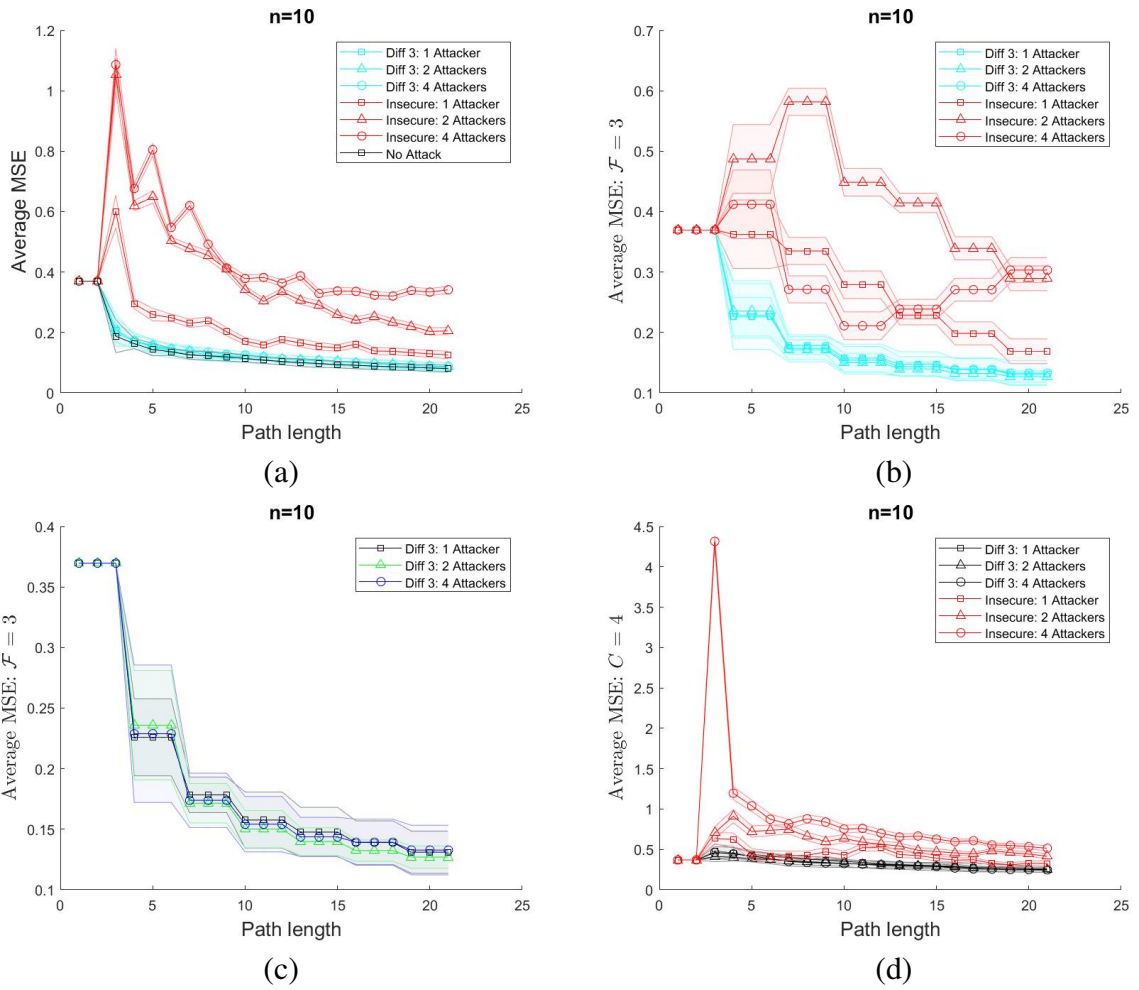 n=10
1.2
1
0.8
0.6
0.4
0.2
0
0 5 10 15 20 25
Average MSE
Path length
Diff 3: 1 Attacker
Diff 3: 2 Attackers
Diff 3: 4 Attackers
Insecure: 1 Attacker
Insecure: 2 Attackers
Insecure: 4 Attackers
No Attack
(a)
n=10
0.7
0.6
0.5
0.4
0.3
0.2
0.1
0 5 10 15 20 25
Average MSE: ℱ = 3
Path length
Diff 3: 1 Attacker
Diff 3: 2 Attackers
Diff 3: 4 Attackers
Insecure: 1 Attacker
Insecure: 2 Attackers
Insecure: 4 Attackers
(b)
n=10
0.4
0.35
0.3
0.25
0.2
0.15
0.1
0 5 10 15 20 25
Average MSE: ℱ = 3
Path length
Diff 3: 1 Attacker
Diff 3: 2 Attackers
Diff 3: 4 Attackers
(c)
n=10
4.5
4
3.5
3
2.5
2
1.5
1
0.5
0
0 5 10 15 20 25
Average MSE: C = 4
Path length
Diff 3: 1 Attacker
Diff 3: 2 Attackers
Diff 3: 4 Attackers
Insecure: 1 Attacker
Insecure: 2 Attackers
Insecure: 4 Attackers
(d)